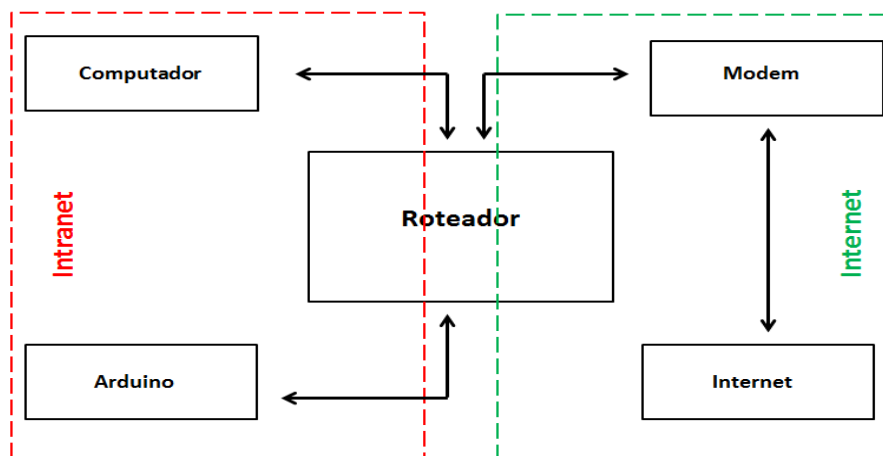 Computador
Modem
Roteador
Intranet
Internet
Arduino
Internet